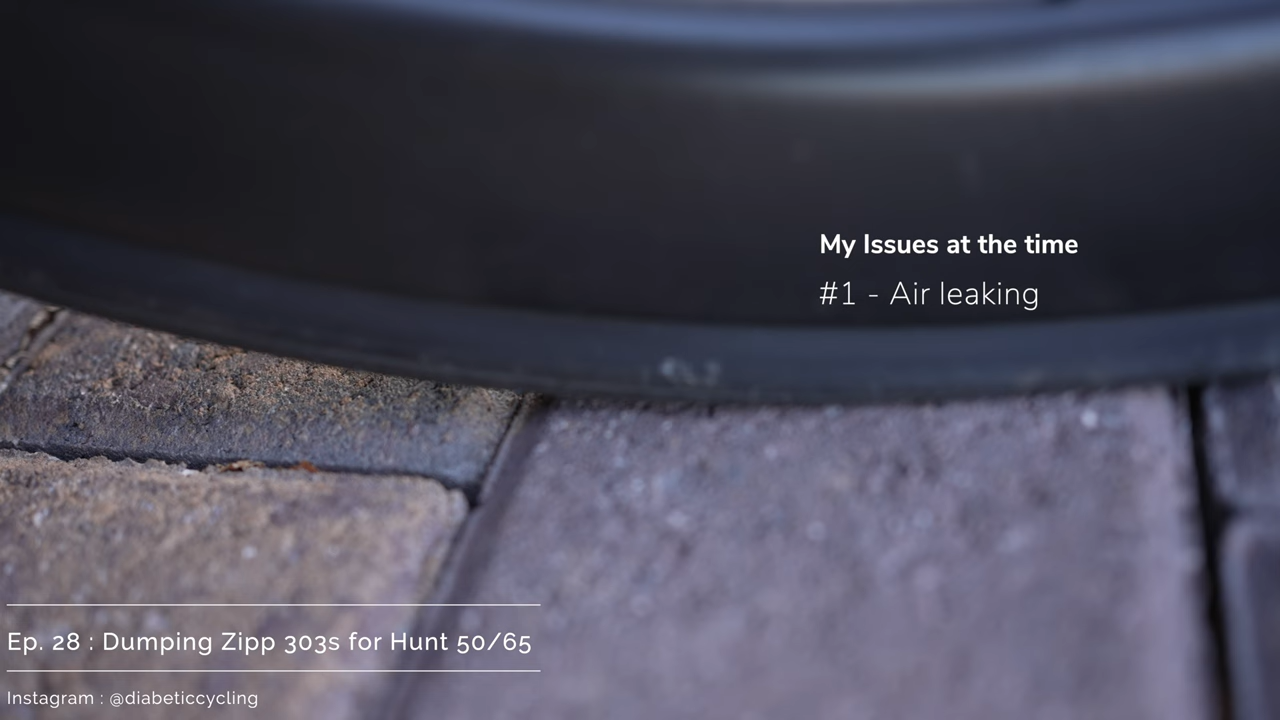 My Issues at the time
#1 - Air leaking
Ep. 28 : Dumping Zipp 303s for Hunt 50/65
Instagram : @diabeticcycling